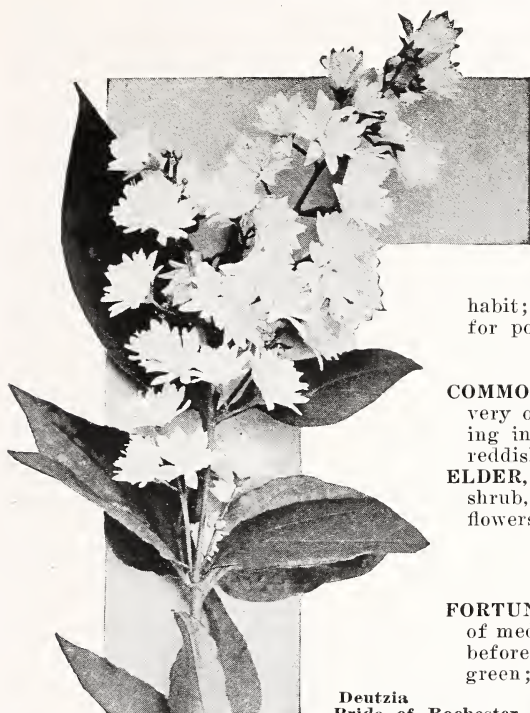 habit;
for po
COMMO
very o
ing in
reddis
ELDER,
shrub,
flowers
FORTUN
of med
before
green;
Deutzia
Pride of Rochester